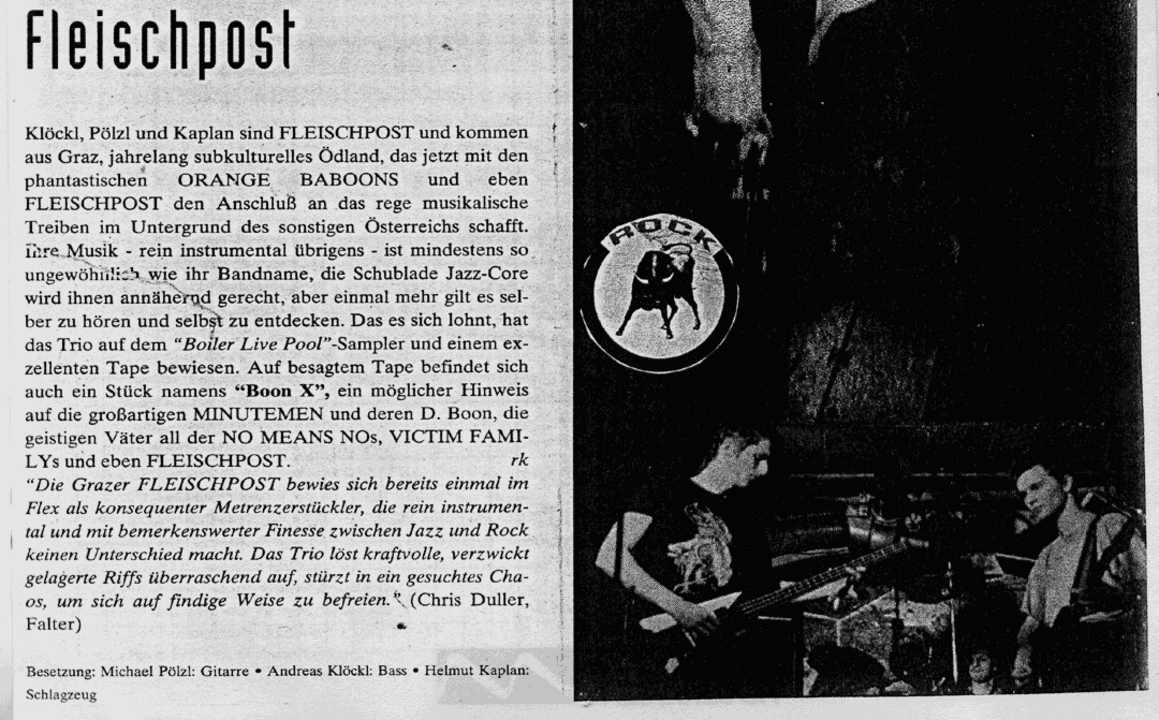 Fleischpost
Klöckl, Pölzl und Kaplan sind FLEISCHPOST und kommen
aus Graz, jahrelang subkulturelles Ödland, das jetzt mit den
phantastischen ORANGE BABOONS und eben
FLEISCHPOST den Anschluß an das rege musikalische
Treiben im Untergrund des sonstigen Österreichs schafft.
Ihre Musik - rein instrumental übrigens - ist mindestens so
ungewöhnlich wie ihr Bandname, die Schublade Jazz-Core
wird ihnen annähernd gerecht, aber einmal mehr gilt es sel-
ber zu hören und selbst zu entdecken. Das es sich lohnt, hat
das Trio auf dem "Boiler Live Pool"-Sampler und einem ex-
zellenten Tape bewiesen. Auf besagtem Tape befindet sich
auch ein Stück namens "Boon X", ein möglicher Hinweis
auf die großartigen MINUTEMEN und deren D. Boon, die
geistigen Väter all der NO MEANS NOs, VICTIM FAMI-
LYs und eben FLEISCHPOST. rk
"Die Grazer FLEISCHPOST bewies sich bereits einmal im
Flex als konsequenter Metrenzerstückler, die rein instrumen-
tal und mit bemerkenswerter Finesse zwischen Jazz und Rock
keinen Unterschied macht. Das Trio löst kraftvolle, verzwickt
gelagerte Riffs überraschend auf, stürzt in ein gesuchtes Cha-
os, um sich auf findige Weise zu befreien." (Chris Duller,
Falter)
Besetzung: Michael Pölzl: Gitarre • Andreas Klöckl: Bass • Helmut Kaplan:
Schlagzeug
ROCK